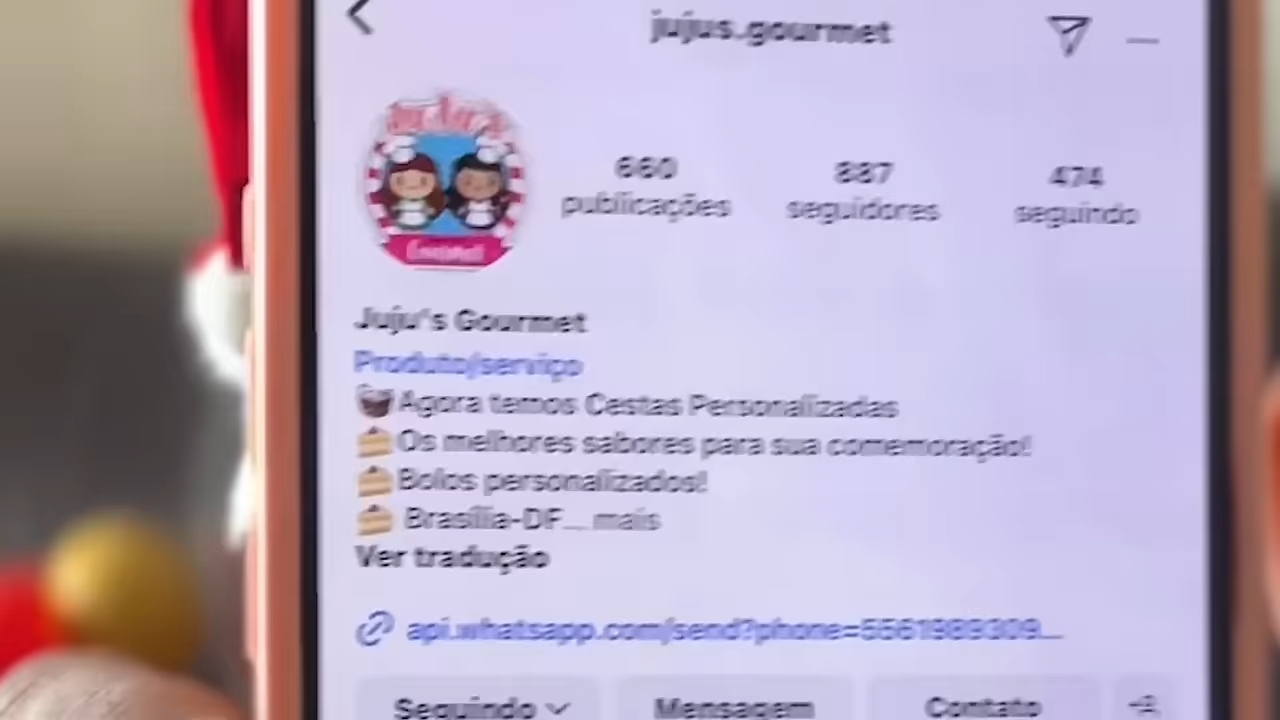 jujus.gourmet
660
887
474
publicações
seguidores
seguindo
Juju's Gourmet
Produto/serviço
Agora temos Cestas Personalizadas
Os melhores sabores para sua comemoração!
Bolos personalizados!
Brasília-DF... mais
Ver tradução
api.whatsapp.com/send?phone=5561989309...
Seguindo
Mensagem
Contato